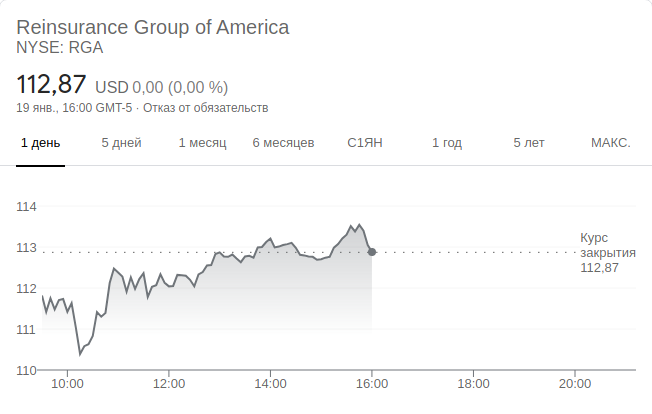 Reinsurance Group of America
NYSE: RGA
112,87 USD 0,00 (0,00 %)
19 янв., 16:00 GMT-5 · Отказ от обязательств
1 день 5 дней 1 месяц 6 месяцев С1ЯН 1 год 5 лет МАКС.
114
113
112
111
110
Курс
закрытия
112,87
10:00 12:00 14:00 16:00 18:00 20:00